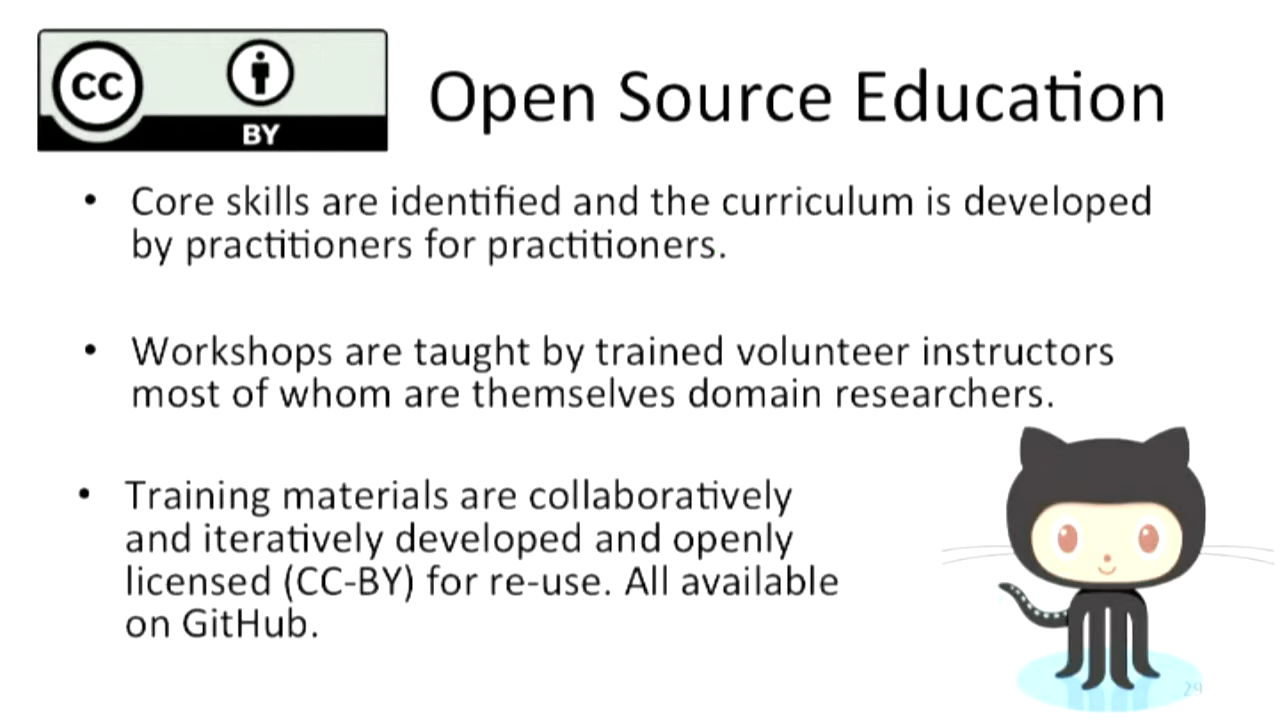 CC
BY
Open Source Education
• Core skills are identified and the curriculum is developed
by practitioners for practitioners.
• Workshops are taught by trained volunteer instructors
most of whom are themselves domain researchers.
• Training materials are collaboratively
and iteratively developed and openly
licensed (CC-BY) for re-use. All available
on GitHub.
29